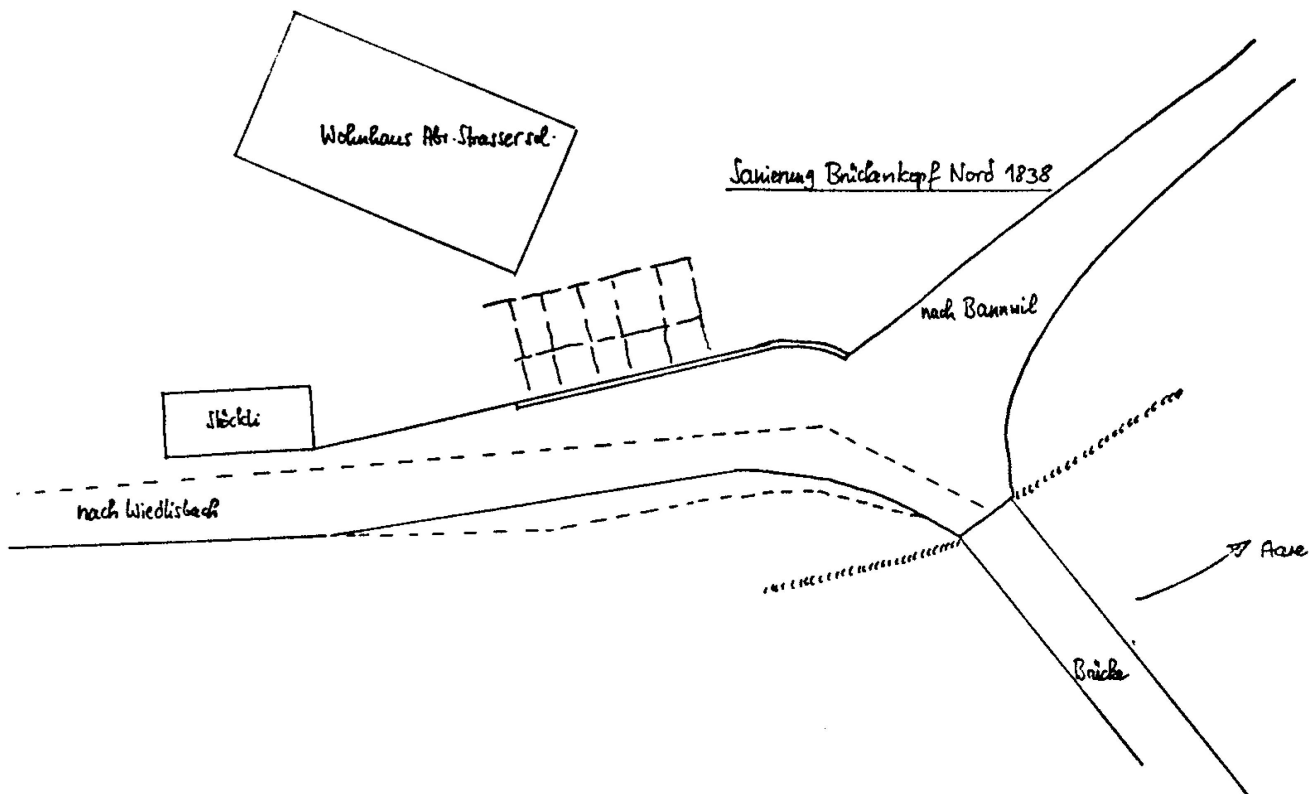 Wohnhaus Abr. Strasser sel.
Sanierung Brückenkopf Nord 1838
nach Bannwil
Stöckli
nach Wiedlisbach
Aare
Brücke